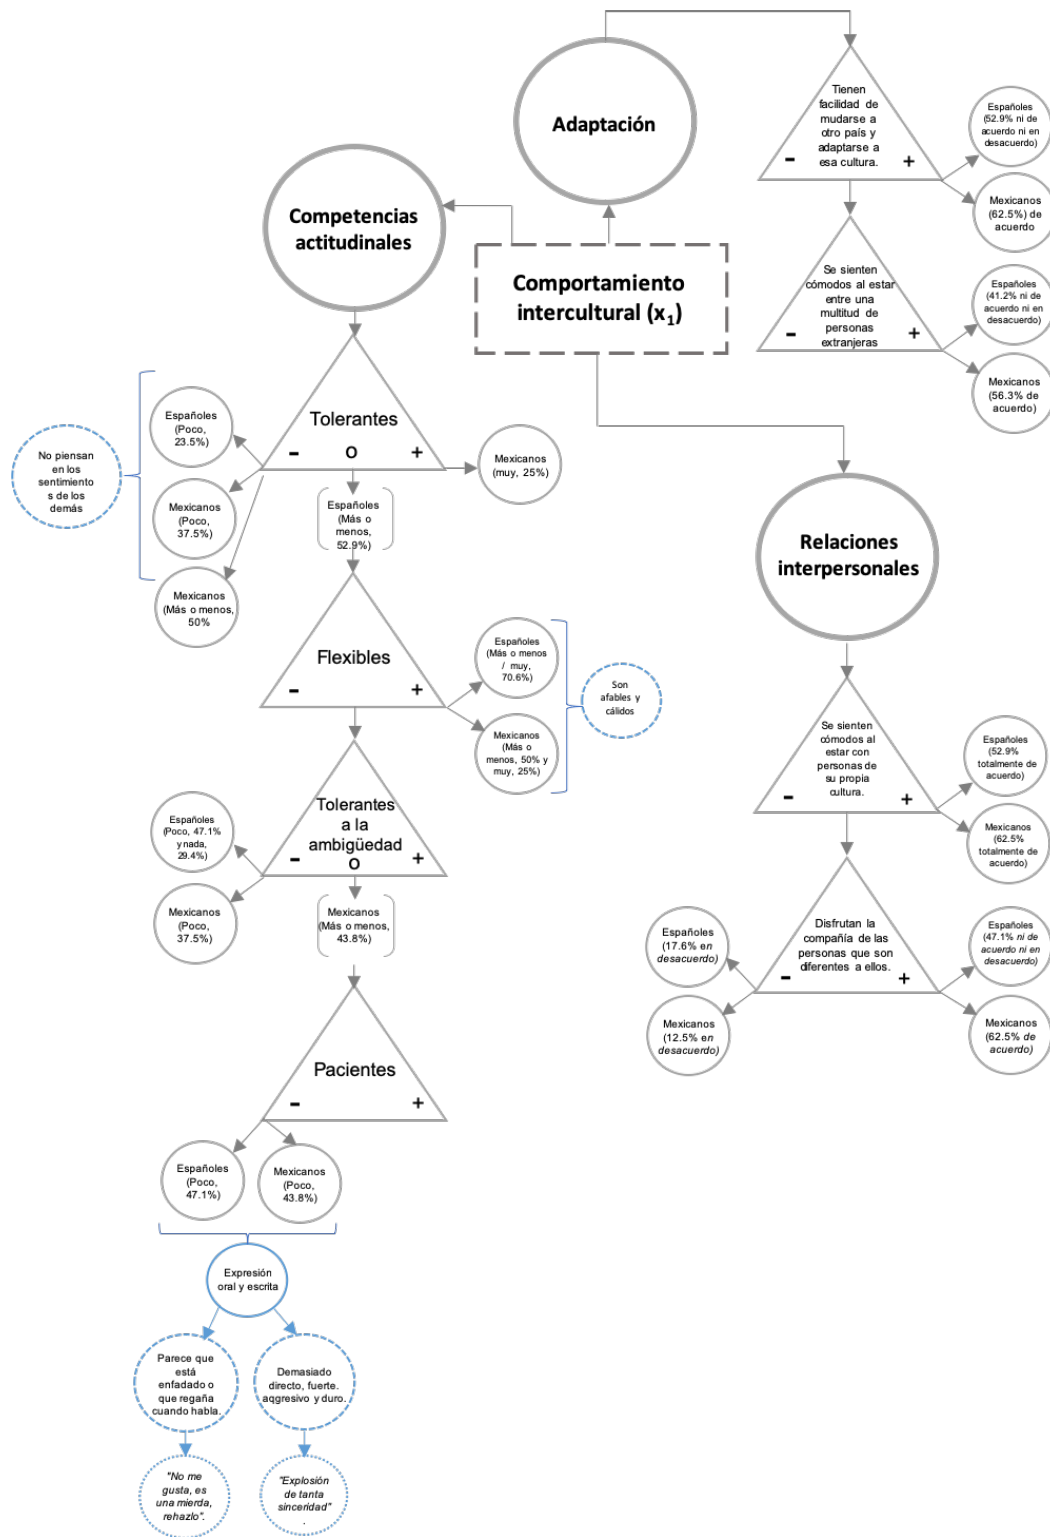 Adaptación
Tienen
facilidad de
mudarse a
otro país y
adaptarse a
esa cultura.
- +
Españoles
(52.9% ni de
acuerdo ni en
desacuerdo)
Mexicanos
(62.5%) de
acuerdo
Se sienten
cómodos al estar
entre una
multitud de
personas
extranjeras
- +
Españoles
(41.2% ni de
acuerdo ni en
desacuerdo)
Mexicanos
(56.3% de
acuerdo)
Competencias
actitudinales
Comportamiento
intercultural (x₁)
Tolerantes
- O +
Españoles
(Poco,
23.5%)
Mexicanos
(Poco,
37.5%)
Mexicanos
(Más o menos,
50%
No piensan
en los
sentimiento
s de los
demás
Mexicanos
(muy, 25%)
Españoles
(Más o
menos,
52.9%)
Flexibles
- +
Españoles
(Más o menos
/ muy,
70.6%)
Mexicanos
(Más o
menos, 50% y
muy, 25%)
Son
afables y
cálidos
Tolerantes
a la
ambigüedad
- O +
Españoles
(Poco, 47.1%
y nada,
29.4%)
Mexicanos
(Poco,
37.5%)
Mexicanos
(Más o menos,
43.8%)
Pacientes
- +
Españoles
(Poco,
47.1%)
Mexicanos
(Poco,
43.8%)
Expresión
oral y escrita
Parece que
está
enfadado o
que regaña
cuando habla.
Demasiado
directo, fuerte.
aqgresivo y duro.
"No me
gusta, es
una mierda,
rehazlo".
"Explosión
de tanta
sinceridad"
.
Relaciones
interpersonales
Se sienten
cómodos al
estar con
personas de
su propia
cultura.
- +
Españoles
(52.9%
totalmente de
acuerdo)
Mexicanos
(62.5%
totalmente de
acuerdo)
Disfrutan la
compañía de las
personas que son
diferentes a ellos.
- +
Españoles
(17.6% en
desacuerdo)
Mexicanos
(12.5% en
desacuerdo)
Españoles
(47.1% ni de
acuerdo ni en
desacuerdo)
Mexicanos
(62.5% de
acuerdo)